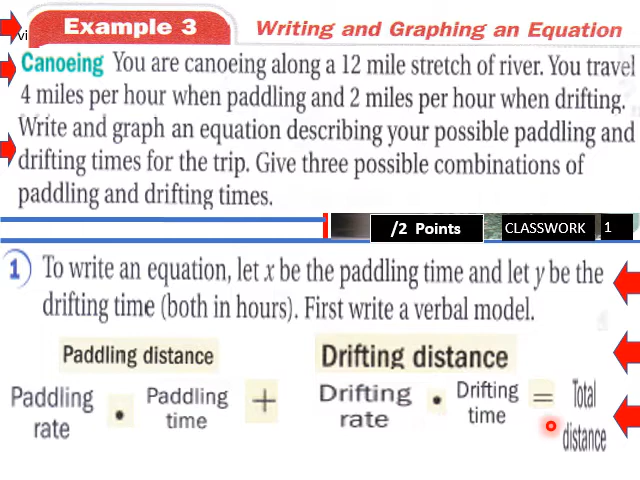 vi
Example 3
Writing and Graphing an Equation
Canoeing You are canoeing along a 12 mile stretch of river. You travel
4 miles per hour when paddling and 2 miles per hour when drifting.
Write and graph an equation describing your possible paddling and
drifting times for the trip. Give three possible combinations of
paddling and drifting times.
/2 Points CLASSWORK 1
1 To write an equation, let x be the paddling time and let y be the
drifting time (both in hours). First write a verbal model.
Paddling distance Drifting distance
Paddling rate • Paddling time + Drifting rate • Drifting time = Total distance